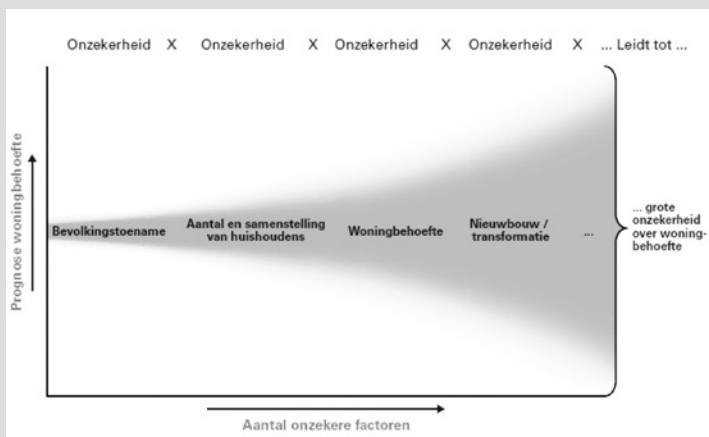 Onzekerheid X Onzekerheid X Onzekerheid X Onzekerheid X ... Leidt tot ...
Prognose woningbehoefte
Bevolkingstoename
Aantal en samenstelling
van huishoudens
Woningbehoefte
Nieuwbouw /
transformatie
...
... grote
onzekerheid
over woning-
behoefte
Aantal onzekere factoren